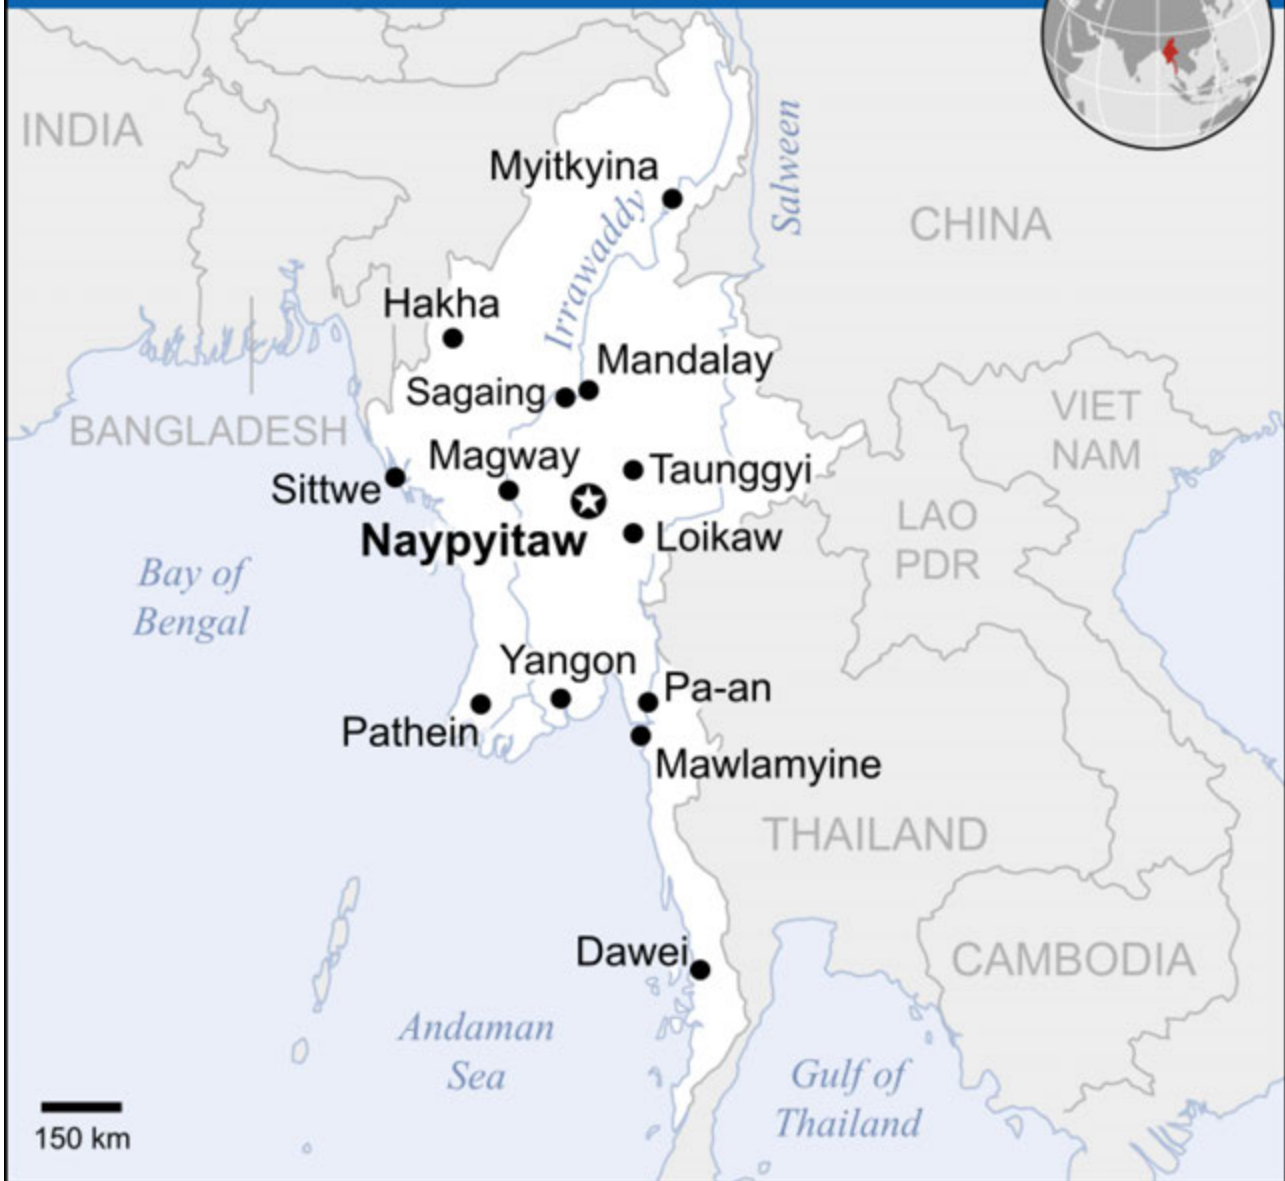 INDIA
Salween
Myitkyina
CHINA
Irrawaddy
Hakha
Mandalay
Sagaing
VIET
NAM
BANGLADESH
Magway
Taunggyi
Sittwe
LAO
PDR
Naypyitaw
Loikaw
Bay of
Bengal
Yangon
Pa-an
Pathein
Mawlamyine
THAILAND
Dawei
CAMBODIA
Andaman
Sea
Gulf of
Thailand
150 km